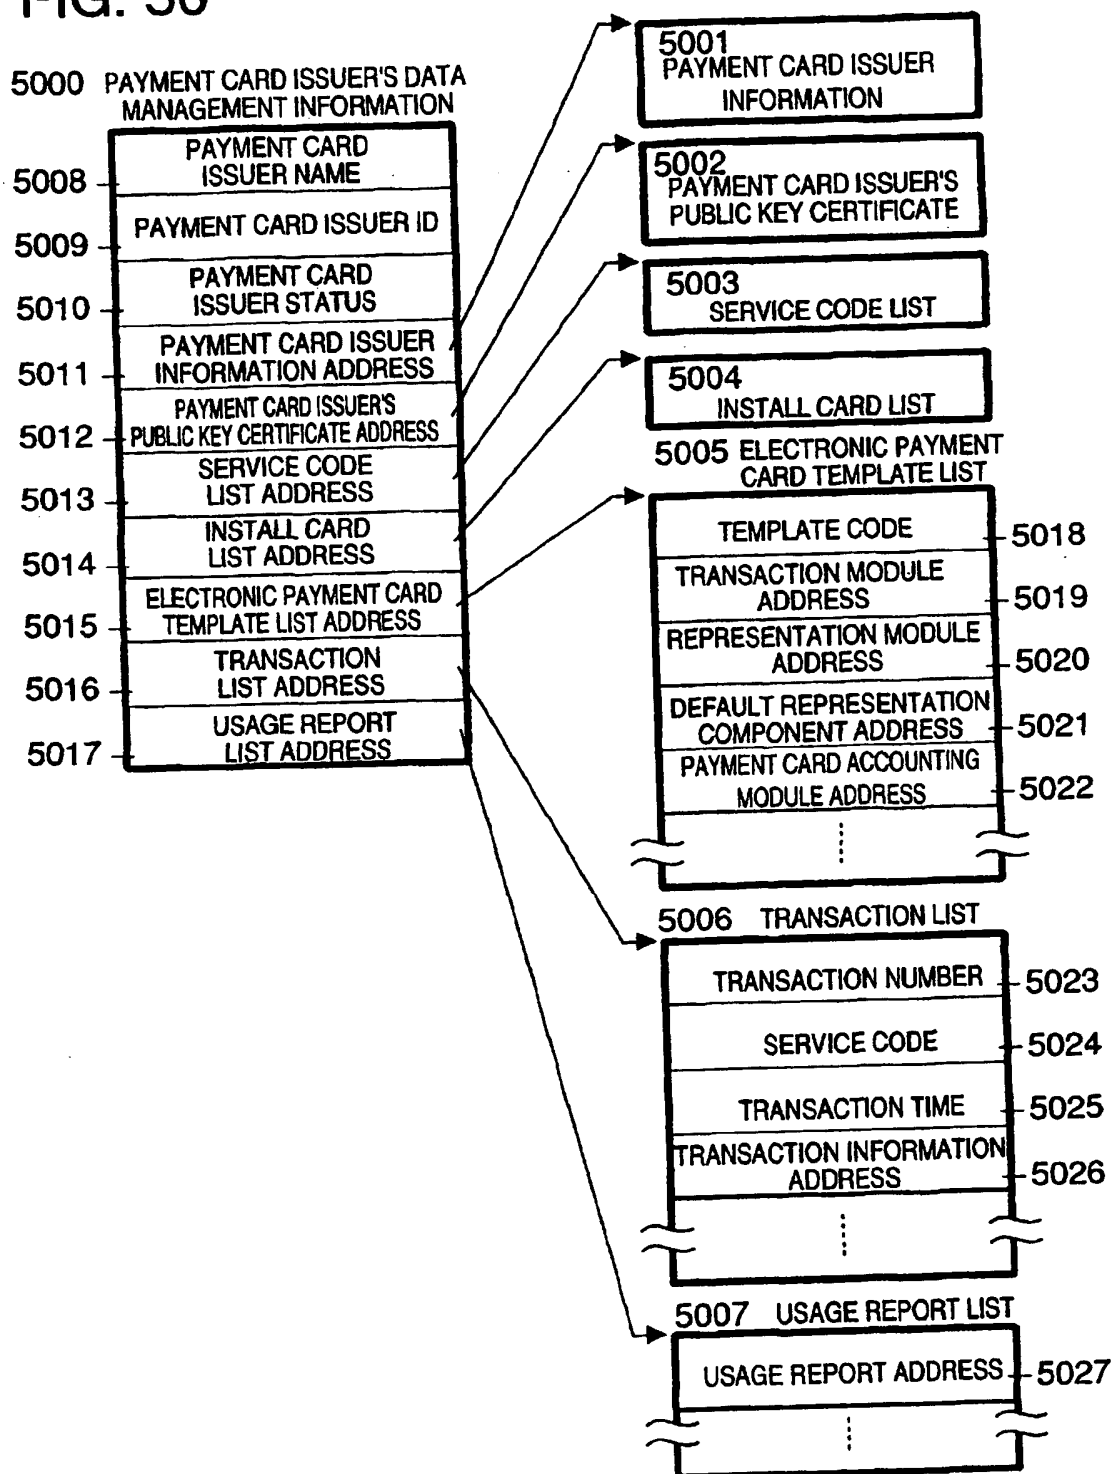 FIG. 50
5000 PAYMENT CARD ISSUER'S DATA
MANAGEMENT INFORMATION
PAYMENT CARD
ISSUER NAME
5008
PAYMENT CARD ISSUER ID
5009
PAYMENT CARD
ISSUER STATUS
5010
PAYMENT CARD ISSUER
INFORMATION ADDRESS
5011
PAYMENT CARD ISSUER'S
PUBLIC KEY CERTIFICATE ADDRESS
5012
SERVICE CODE
LIST ADDRESS
5013
INSTALL CARD
LIST ADDRESS
5014
ELECTRONIC PAYMENT CARD
TEMPLATE LIST ADDRESS
5015
TRANSACTION
LIST ADDRESS
5016
USAGE REPORT
LIST ADDRESS
5017
5001
PAYMENT CARD ISSUER
INFORMATION
5002
PAYMENT CARD ISSUER'S
PUBLIC KEY CERTIFICATE
5003
SERVICE CODE LIST
5004
INSTALL CARD LIST
5005 ELECTRONIC PAYMENT
CARD TEMPLATE LIST
TEMPLATE CODE
5018
TRANSACTION MODULE
ADDRESS
5019
REPRESENTATION MODULE
ADDRESS
5020
DEFAULT REPRESENTATION
COMPONENT ADDRESS
5021
PAYMENT CARD ACCOUNTING
MODULE ADDRESS
5022
5006 TRANSACTION LIST
TRANSACTION NUMBER
5023
SERVICE CODE
5024
TRANSACTION TIME
5025
TRANSACTION INFORMATION
ADDRESS
5026
5007 USAGE REPORT LIST
USAGE REPORT ADDRESS
5027